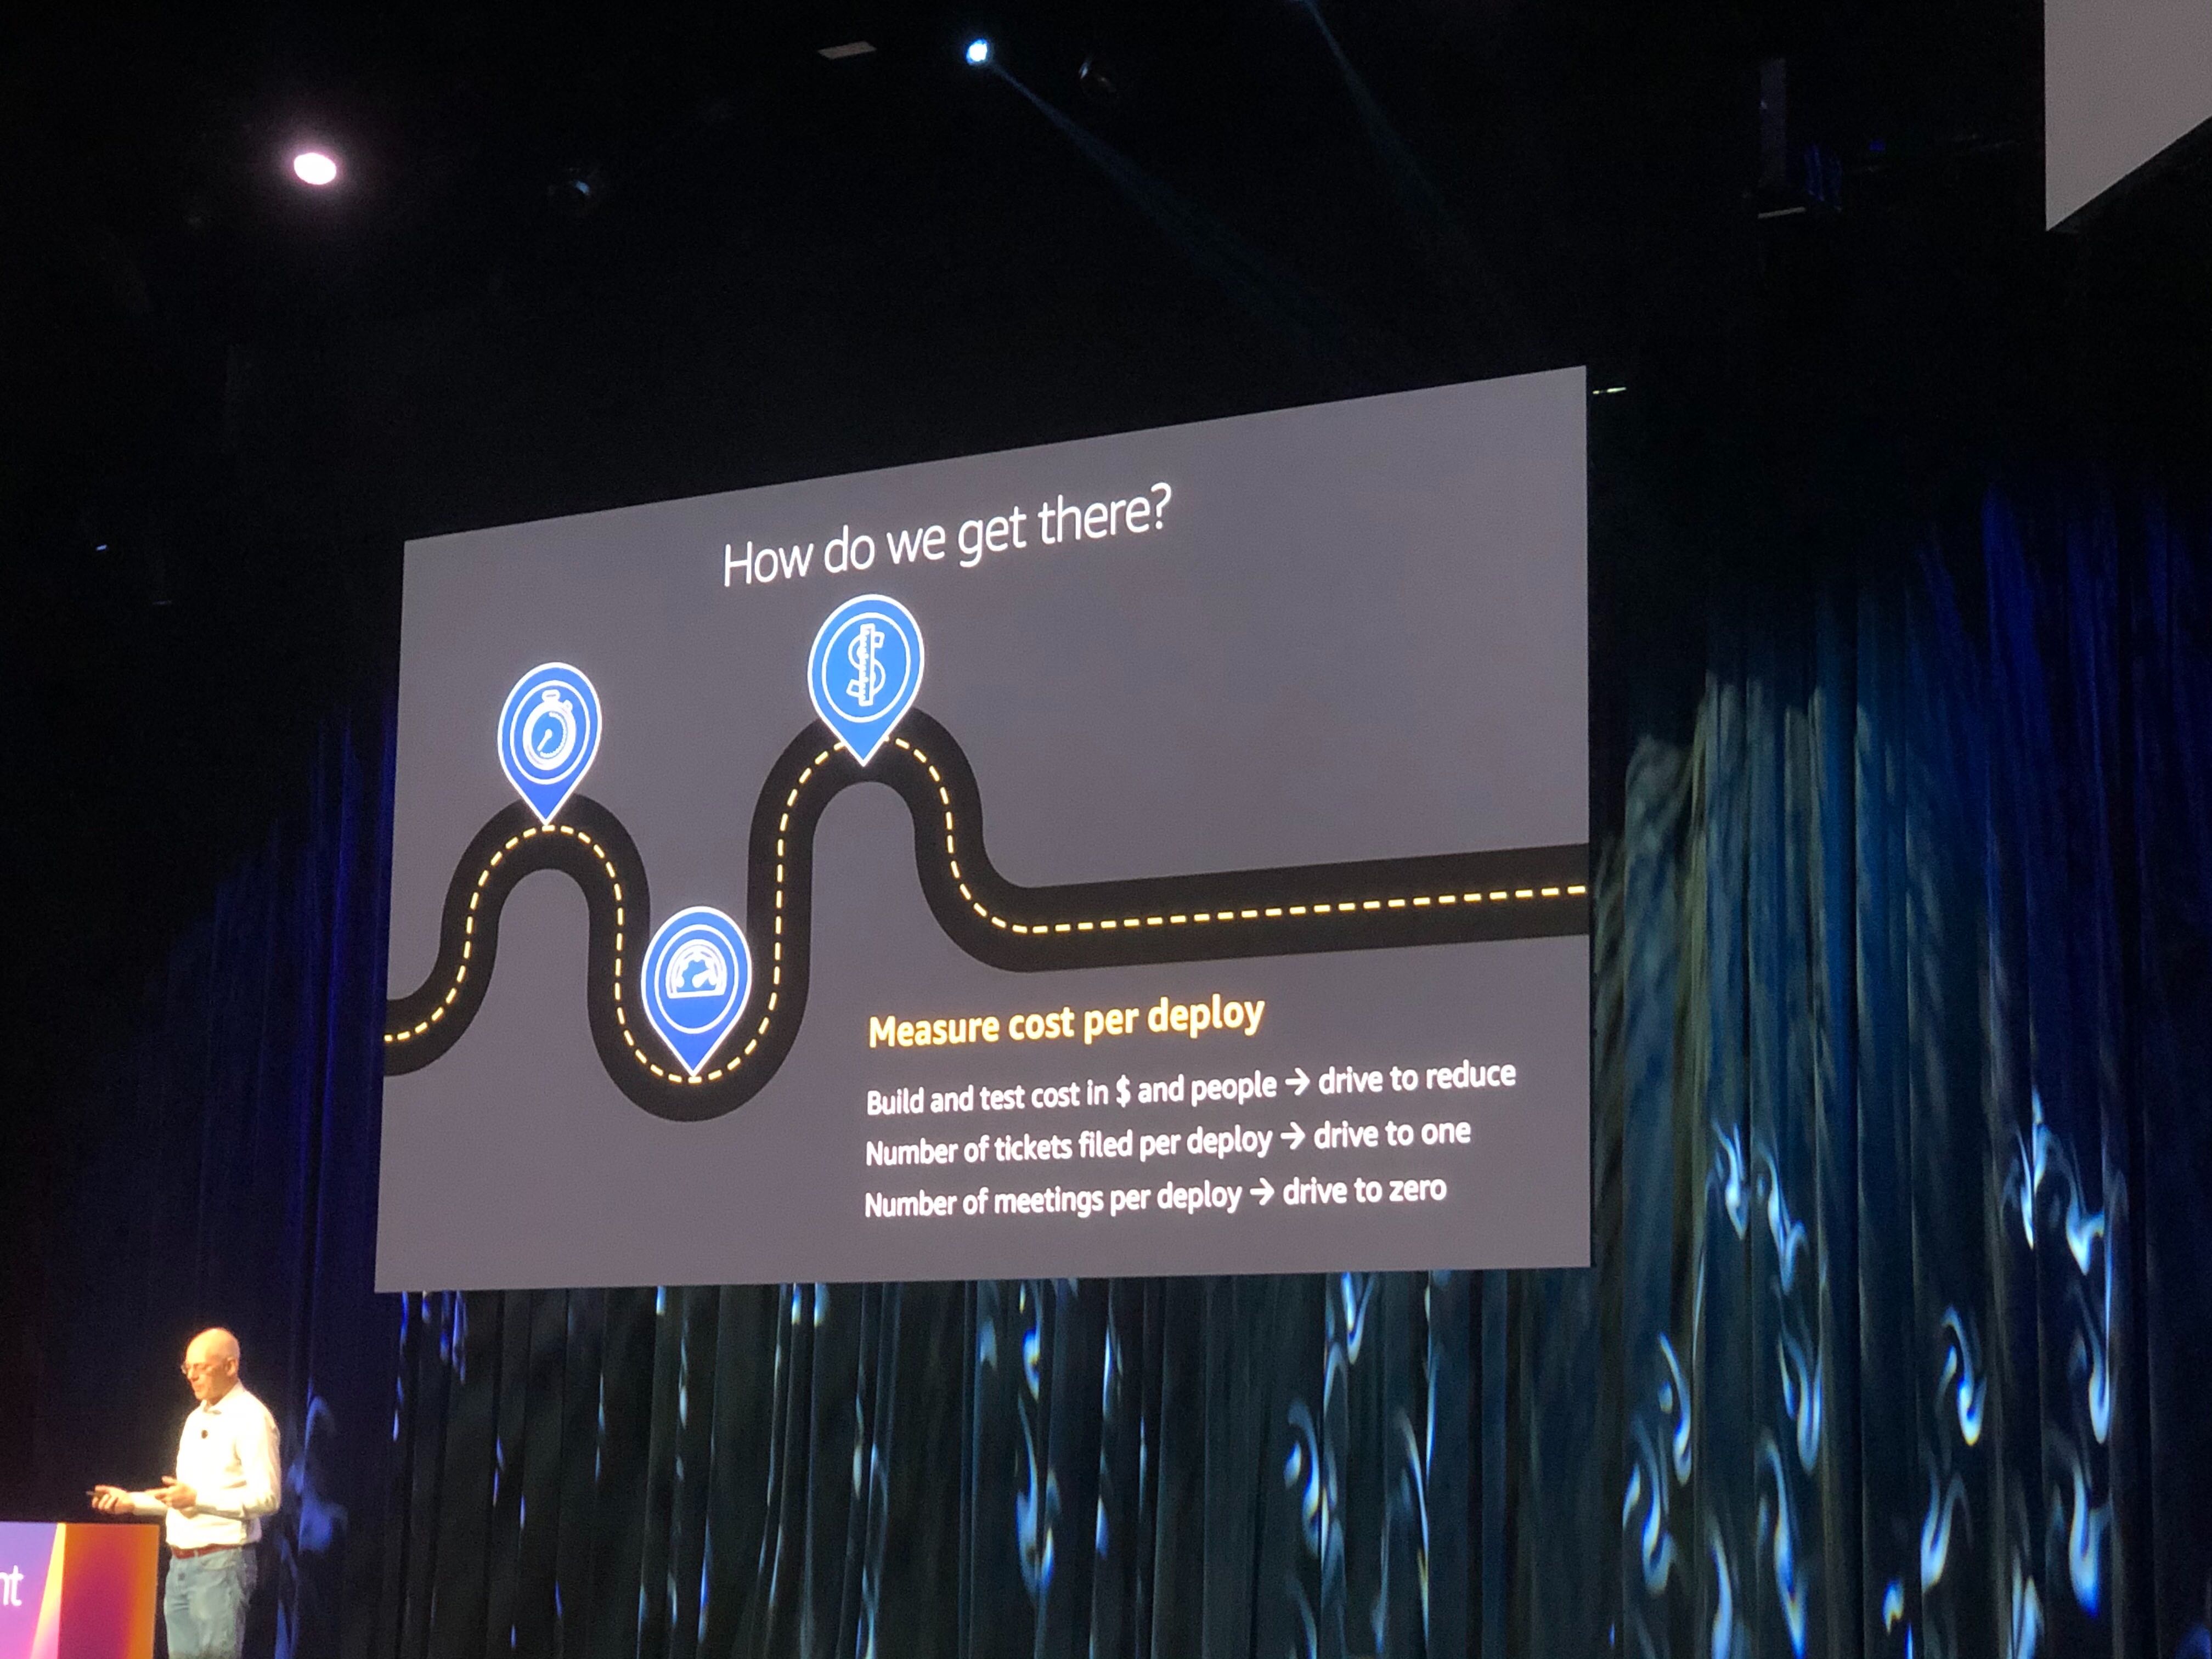 How do we get there?
$
Measure cost per deploy
Build and test cost in $ and people → drive to reduce
Number of tickets filed per deploy → drive to one
Number of meetings per deploy → drive to zero
nt